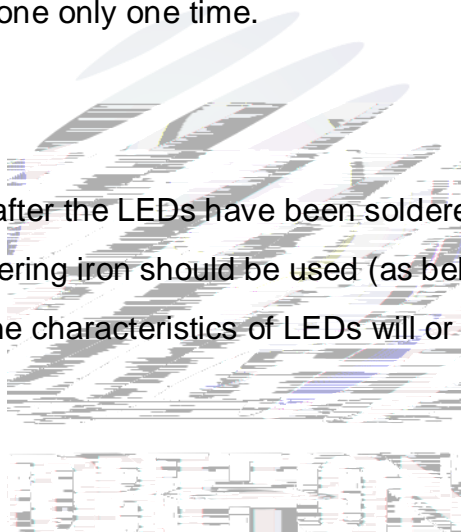 one only one time.
after the LEDs have been soldere
ering iron should be used (as bel
e characteristics of LEDs will or